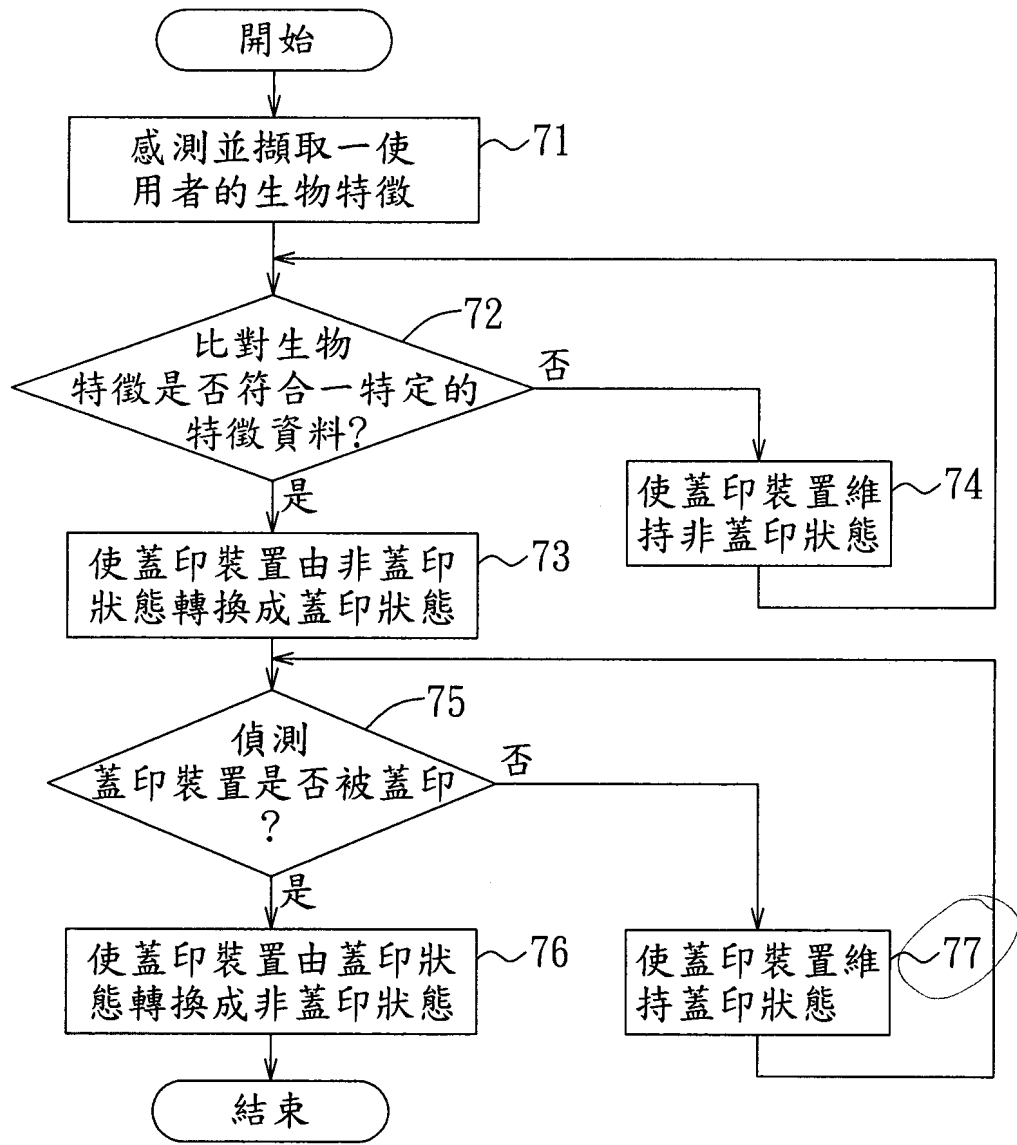 開始
感測並擷取一使
用者的生物特徵
71
72
比對生物
特徵是否符合一特定的
特徵資料?
否
是
使蓋印裝置維
持非蓋印狀態
74
使蓋印裝置由非蓋印
狀態轉換成蓋印狀態
73
75
偵測
蓋印裝置是否被蓋印
?
否
是
使蓋印裝置由蓋印狀
態轉換成非蓋印狀態
76
使蓋印裝置維
持蓋印狀態
77
結束